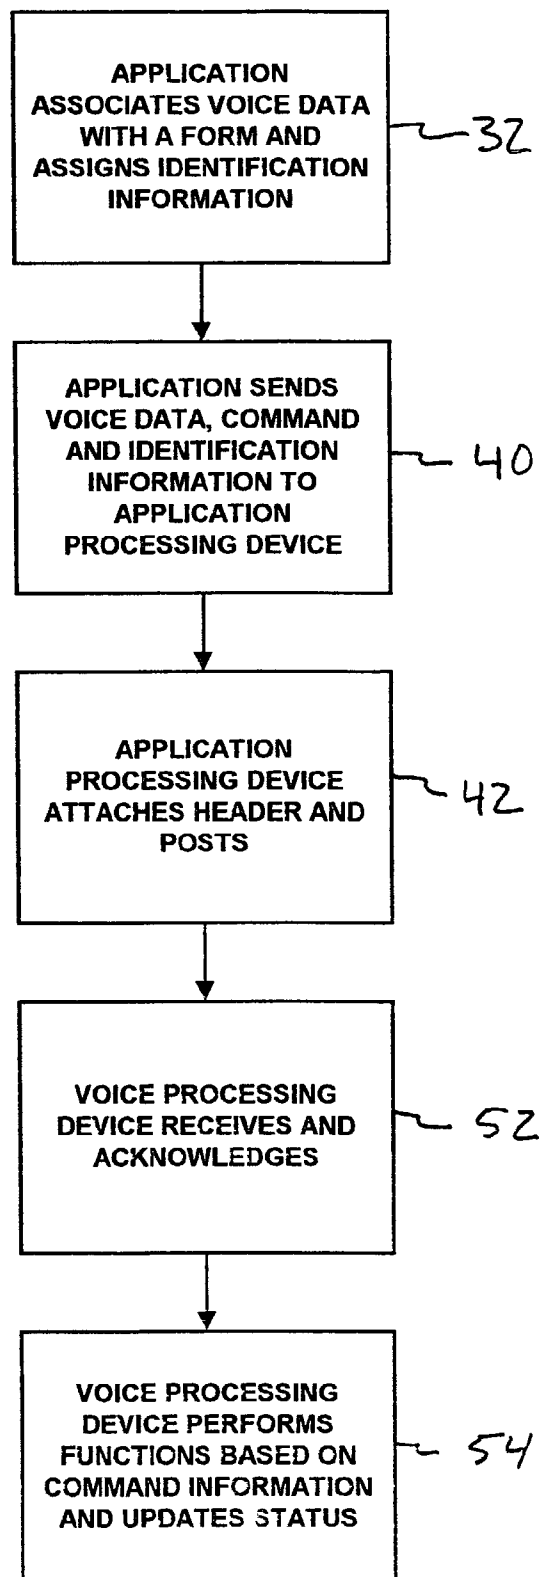 APPLICATION
ASSOCIATES VOICE DATA
WITH A FORM AND
ASSIGNS IDENTIFICATION
INFORMATION
32
APPLICATION SENDS
VOICE DATA, COMMAND
AND IDENTIFICATION
INFORMATION TO
APPLICATION
PROCESSING DEVICE
40
APPLICATION
PROCESSING DEVICE
ATTACHES HEADER AND
POSTS
42
VOICE PROCESSING
DEVICE RECEIVES AND
ACKNOWLEDGES
52
VOICE PROCESSING
DEVICE PERFORMS
FUNCTIONS BASED ON
COMMAND INFORMATION
AND UPDATES STATUS
54